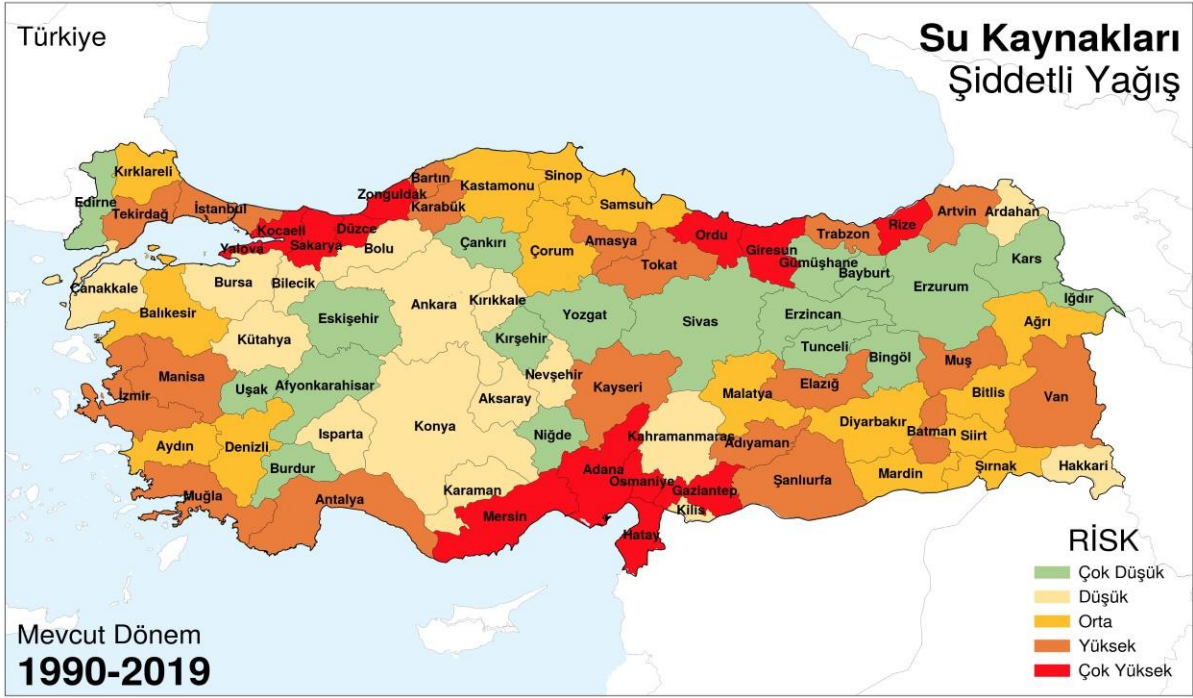 Türkiye
Su Kaynakları
Şiddetli Yağış
Kırklareli
Edirne
Tekirdağ
İstanbul
Kocaeli
Yalova
Sakarya
Düzce
Zonguldak
Bartın
Karabük
Kastamonu
Sinop
Samsun
Bolu
Çankırı
Çorum
Amasya
Tokat
Ordu
Giresun
Gümüşhane
Trabzon
Bayburt
Rize
Artvin
Ardahan
Kars
Iğdır
Erzurum
Çanakkale
Balıkesir
Bursa
Bilecik
Kütahya
Eskişehir
Ankara
Kırıkkale
Kırşehir
Yozgat
Sivas
Erzincan
Tunceli
Bingöl
Muş
Ağrı
Manisa
İzmir
Uşak
Afyonkarahisar
Nevşehir
Aksaray
Kayseri
Malatya
Elazığ
Bitlis
Van
Aydın
Denizli
Isparta
Burdur
Konya
Niğde
Kahramanmaraş
Adıyaman
Diyarbakır
Batman
Siirt
Şırnak
Hakkari
Muğla
Antalya
Karaman
Mersin
Adana
Osmaniye
Gaziantep
Kilis
Hatay
Şanlıurfa
Mardin
RİSK
Çok Düşük
Düşük
Orta
Yüksek
Çok Yüksek
Mevcut Dönem
1990-2019